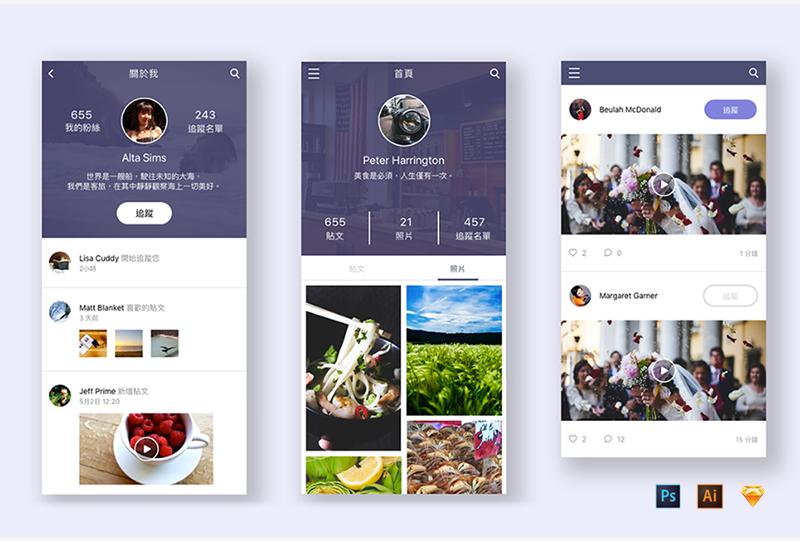 關於我
655
我的粉絲
243
追蹤名單
Alta Sims
世界是一艘船，駛往未知的大海，
我們是客旅，在其中靜靜觀察海上一切美好。
追蹤
Lisa Cuddy 開始追蹤您
2小時
Matt Blanket 喜歡的貼文
3 天前
Jeff Prime 新增貼文
5月2日 12:20
首頁
Peter Harrington
美食是必須，人生僅有一次。
655
貼文
21
照片
457
追蹤名單
貼文
照片
Beulah McDonald
追蹤
2
0
1 分鐘
Margaret Garner
追蹤
2
12
15 分鐘
Ps
Ai